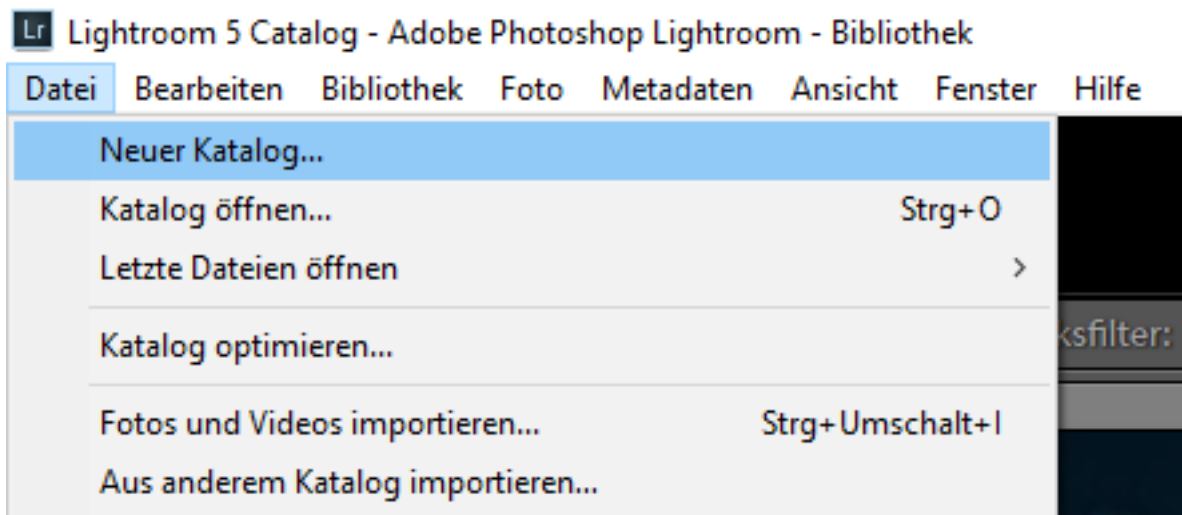 Lr Lightroom 5 Catalog - Adobe Photoshop Lightroom - Bibliothek
Datei Bearbeiten Bibliothek Foto Metadaten Ansicht Fenster Hilfe
Neuer Katalog...
Katalog öffnen... Strg+O
Letzte Dateien öffnen >
Katalog optimieren...
ksfilter:
Fotos und Videos importieren... Strg+Umschalt+I
Aus anderem Katalog importieren...